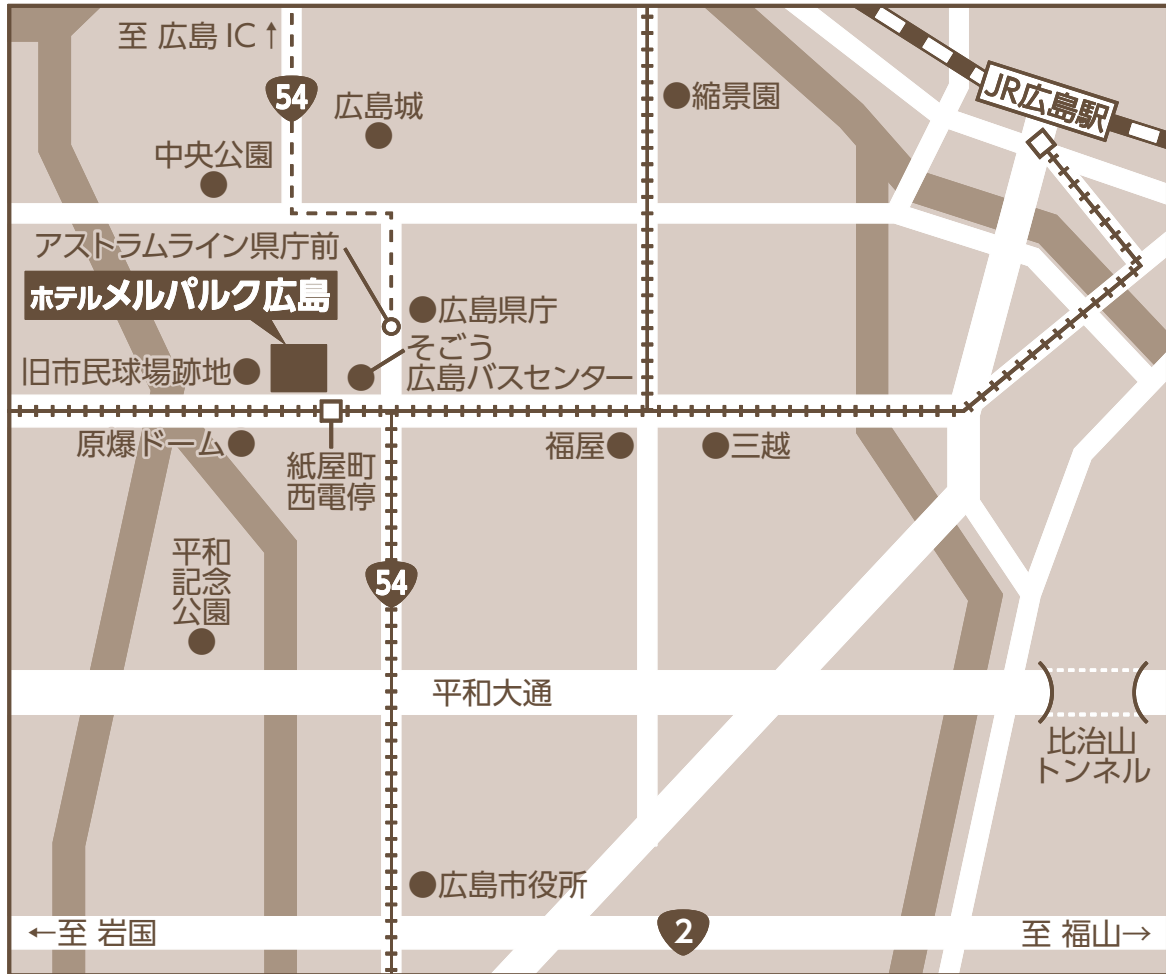 至 広島 IC ↑
54
広島城
中央公園
縮景園
JR広島駅
アストラムライン県庁前
ホテルメルパルク広島
広島県庁
そごう
広島バスセンター
旧市民球場跡地
原爆ドーム
紙屋町
西電停
福屋
三越
平和
記念
公園
54
平和大通
比治山
トンネル
広島市役所
←至 岩国
2
至 福山→